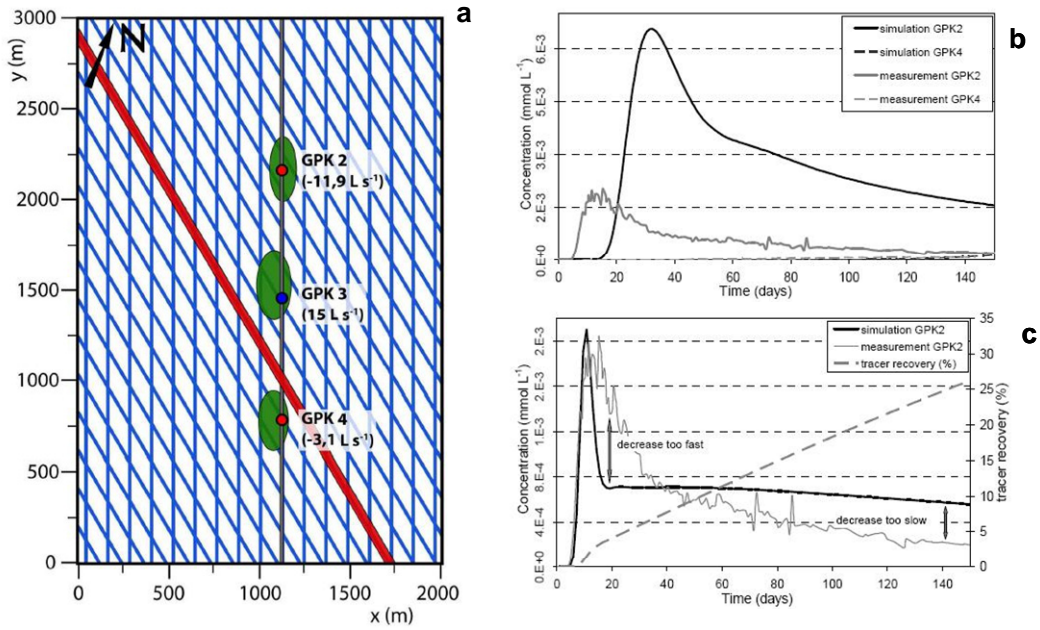 a
3000
2500
2000
1500
1000
500
0
y (m)
N
GPK 2
(-11,9 L s⁻¹)
GPK 3
(15 L s⁻¹)
GPK 4
(-3,1 L s⁻¹)
0
500
1000
1500
2000
x (m)
b
Concentration (mmol L⁻¹)
6.E-3
5.E-3
3.E-3
2.E-3
0.E+0
simulation GPK2
simulation GPK4
measurement GPK2
measurement GPK4
0
20
40
60
80
100
120
140
Time (days)
c
Concentration (mmol L⁻¹)
2.E-3
2.E-3
1.E-3
8.E-4
4.E-4
0.E+0
simulation GPK2
measurement GPK2
tracer recovery (%)
decrease too fast
decrease too slow
35
30
25
20
15
10
5
0
tracer recovery (%)
0
20
40
60
80
100
120
140
Time (days)